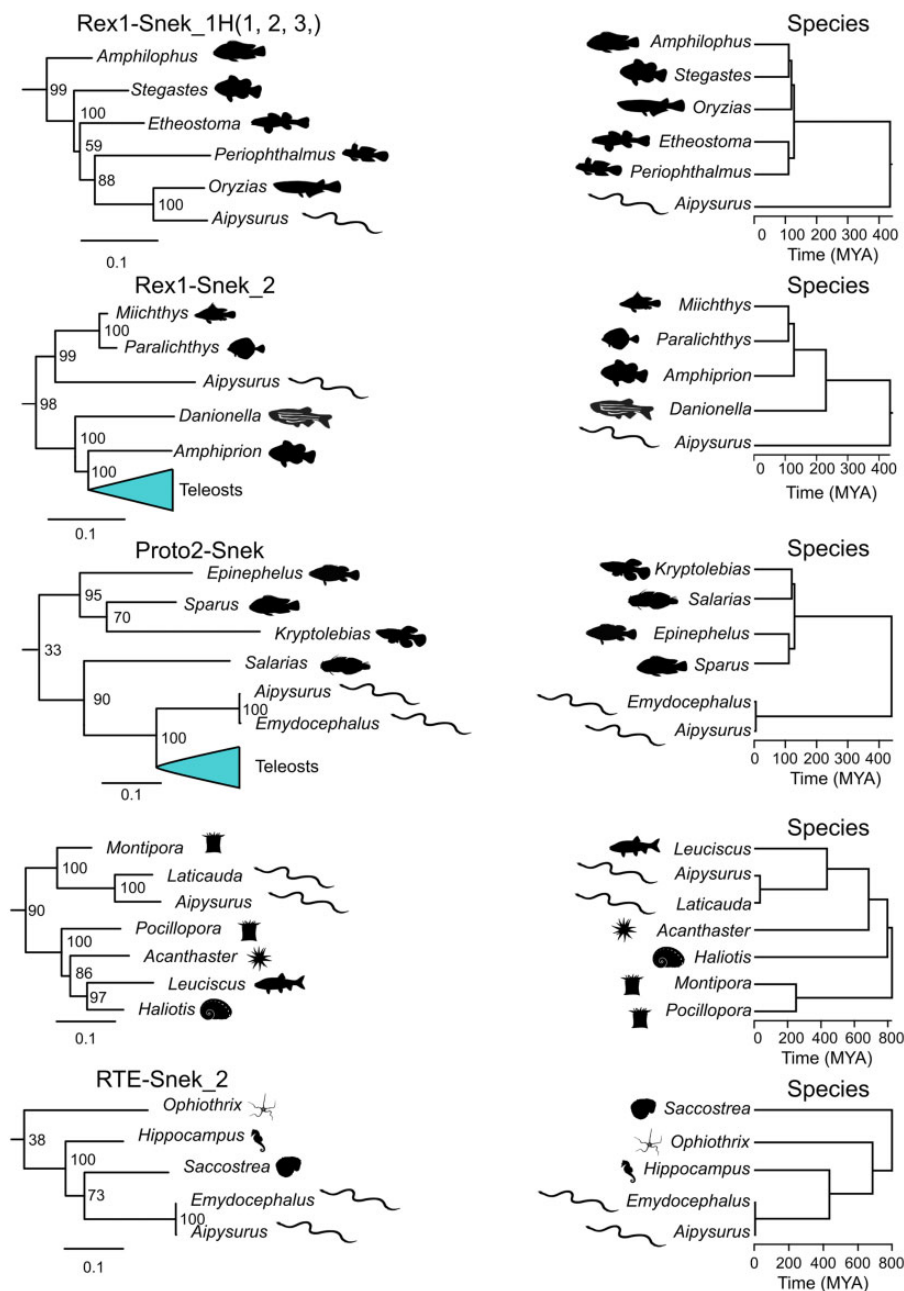 Rex1-Snek_1H(1, 2, 3,)
Amphilophus
99
Stegastes
100
Etheostoma
59
Periophthalmus
88
Oryzias
100
Aipysurus
0.1
Species
Amphilophus
Stegastes
Oryzias
Etheostoma
Periophthalmus
Aipysurus
0 100 200 300 400
Time (MYA)
Rex1-Snek_2
Miichthys
100
Paralichthys
99
Aipysurus
98
Danionella
100
Amphiprion
100
Teleosts
0.1
Species
Miichthys
Paralichthys
Amphiprion
Danionella
Aipysurus
0 100 200 300 400
Time (MYA)
Proto2-Snek
Epinephelus
95
Sparus
70
Kryptolebias
33
Salarias
90
Aipysurus
100
Emydocephalus
100
Teleosts
0.1
Species
Kryptolebias
Salarias
Epinephelus
Sparus
Emydocephalus
Aipysurus
0 100 200 300 400
Time (MYA)
Montipora
100
Laticauda
100
Aipysurus
90
Pocillopora
100
Acanthaster
86
Leuciscus
97
Haliotis
0.1
Species
Leuciscus
Aipysurus
Laticauda
Acanthaster
Haliotis
Montipora
Pocillopora
0 200 400 600 800
Time (MYA)
RTE-Snek_2
Ophiothrix
38
Hippocampus
100
Saccostrea
73
Emydocephalus
100
Aipysurus
0.1
Species
Saccostrea
Ophiothrix
Hippocampus
Emydocephalus
Aipysurus
0 200 400 600 800
Time (MYA)